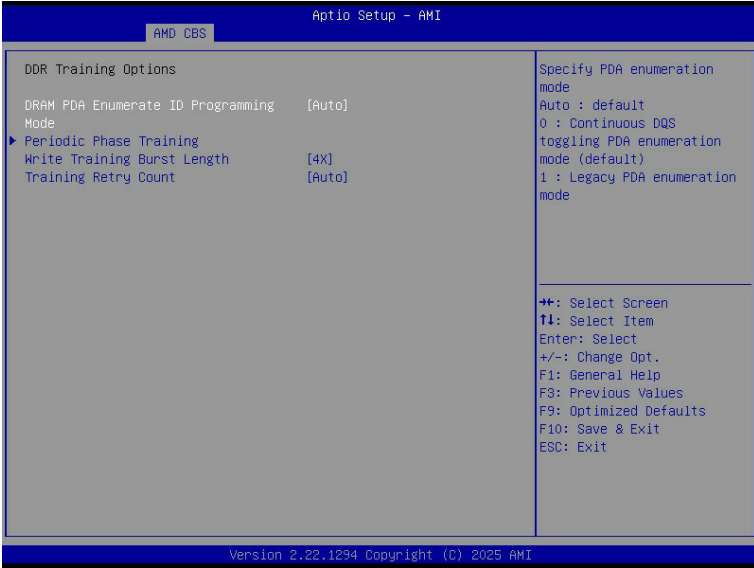 Aptio Setup - AMI
AMD CBS
DDR Training Options
DRAM PDA Enumerate ID Programming [Auto]
Mode
Periodic Phase Training
Write Training Burst Length [4X]
Training Retry Count [Auto]
Specify PDA enumeration
mode
Auto : default
0 : Continuous DQS
toggling PDA enumeration
mode (default)
1 : Legacy PDA enumeration
mode
→←: Select Screen
↑↓: Select Item
Enter: Select
+/-: Change Opt.
F1: General Help
F3: Previous Values
F9: Optimized Defaults
F10: Save & Exit
ESC: Exit
Version 2.22.1294 Copyright (C) 2025 AMI